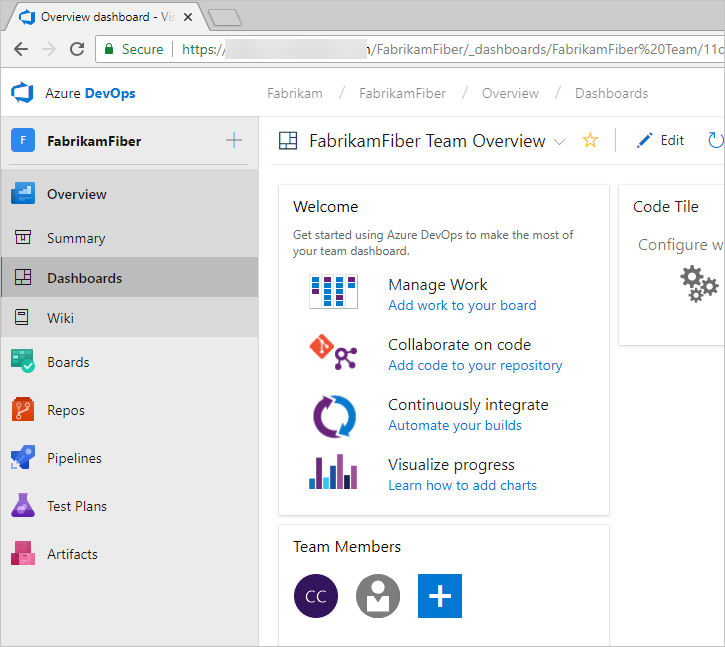 Overview dashboard - Vis
Secure
https://
/FabrikamFiber/_dashboards/FabrikamFiber%20Team/11c
Azure DevOps
Fabrikam / FabrikamFiber / Overview / Dashboards
F
FabrikamFiber
FabrikamFiber Team Overview
Edit
Overview
Summary
Dashboards
Wiki
Boards
Repos
Pipelines
Test Plans
Artifacts
Welcome
Get started using Azure DevOps to make the most of
your team dashboard.
Manage Work
Add work to your board
Collaborate on code
Add code to your repository
Continuously integrate
Automate your builds
Visualize progress
Learn how to add charts
Code Tile
Configure w
Team Members
CC